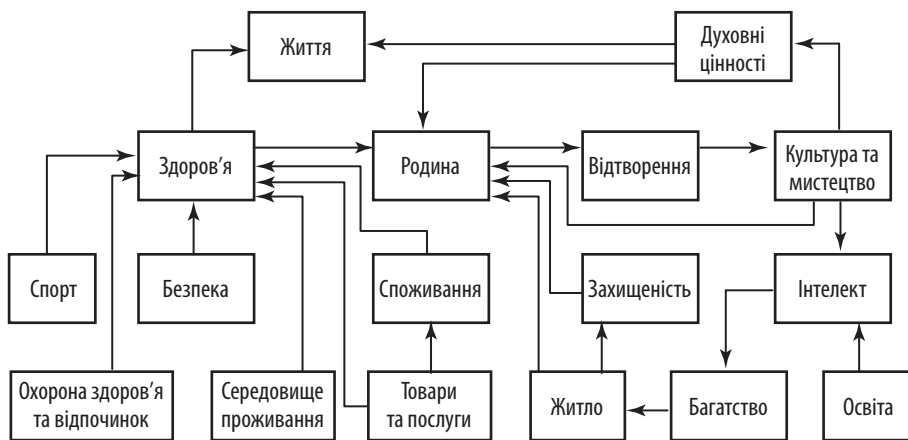 Життя
Духовні
цінності
Здоров’я
Родина
Відтворення
Культура та
мистецтво
Спорт
Безпека
Споживання
Захищеність
Інтелект
Охорона здоров’я
та відпочинок
Середовище
проживання
Товари
та послуги
Житло
Багатство
Освіта